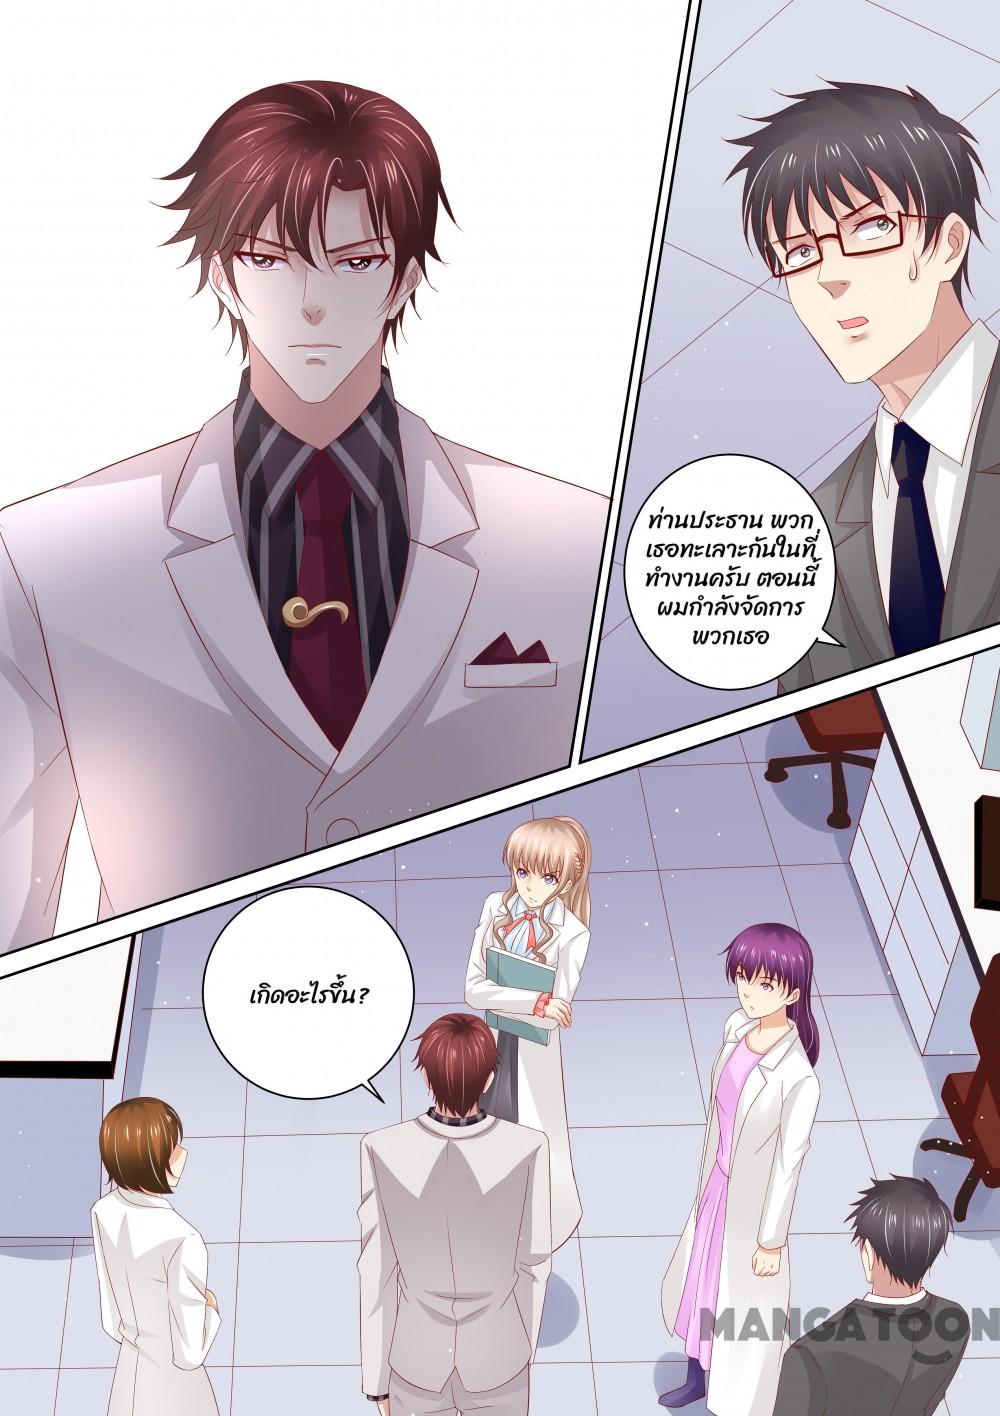 ท่านประธาน พวก
เธอทะเลาะกันในที่
ทำงานครับ ตอนนี้
ผมกำลังจัดการ
พวกเธอ
เกิดอะไรขึ้น?
MANGATOON